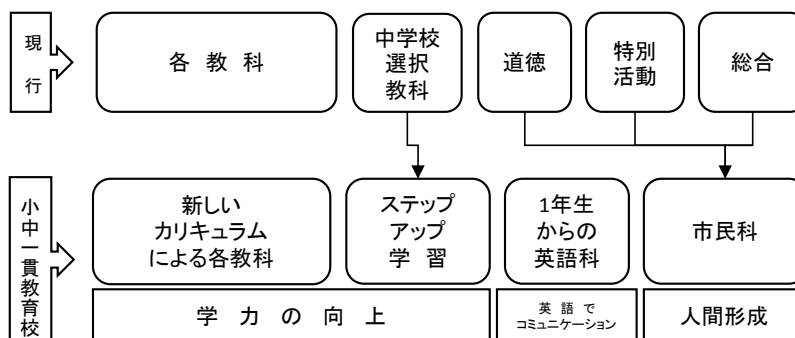 現行
各教科
中学校
選択
教科
道徳
特別
活動
総合
小中一貫教育校
新しい
カリキュラム
による各教科
ステップ
アップ
学習
1年生
からの
英語科
市民科
学力の向上
英語で
コミュニケーション
人間形成